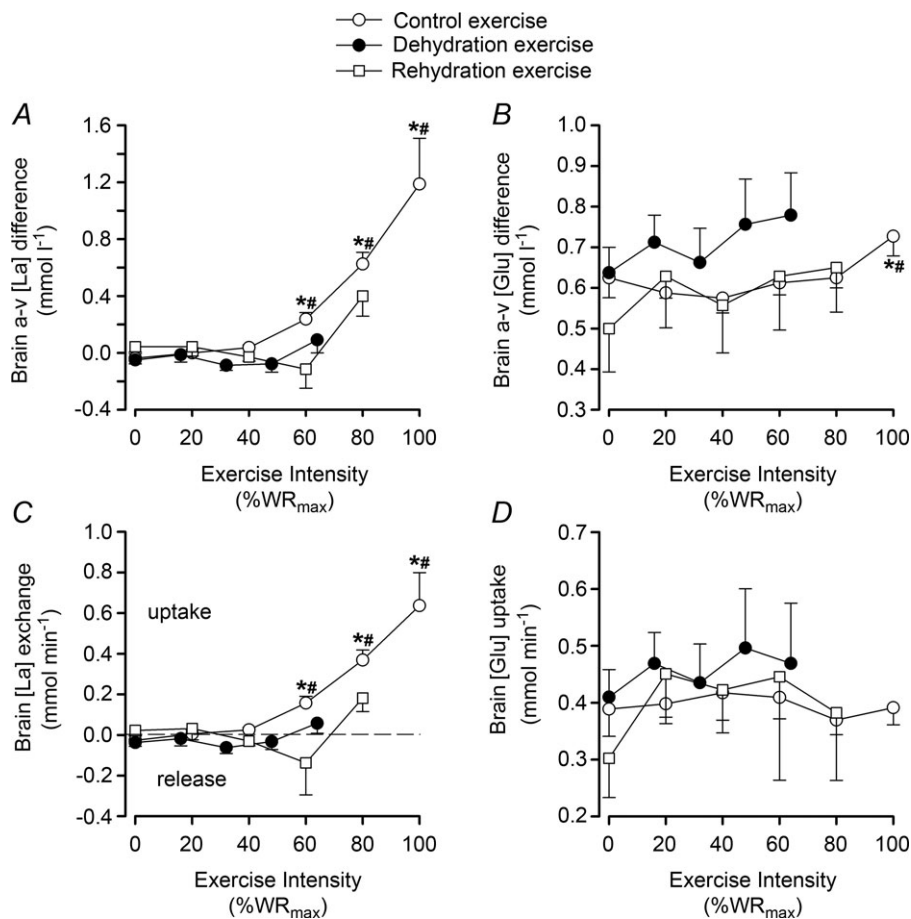 Control exercise
Dehydration exercise
Rehydration exercise
A
B
1.6
1.2
0.8
0.4
0.0
-0.4
Brain a-v [La] difference
(mmol l⁻¹)
*#
*#
*#
0 20 40 60 80 100
Exercise Intensity
(%WRmax)
1.0
0.9
0.8
0.7
0.6
0.5
0.4
0.3
Brain a-v [Glu] difference
(mmol l⁻¹)
*#
0 20 40 60 80 100
Exercise Intensity
(%WRmax)
C
D
1.0
0.8
0.6
0.4
0.2
0.0
-0.2
-0.4
Brain [La] exchange
(mmol min⁻¹)
uptake
release
*#
*#
*#
0 20 40 60 80 100
Exercise Intensity
(%WRmax)
0.7
0.6
0.5
0.4
0.3
0.2
Brain [Glu] uptake
(mmol min⁻¹)
0 20 40 60 80 100
Exercise Intensity
(%WRmax)